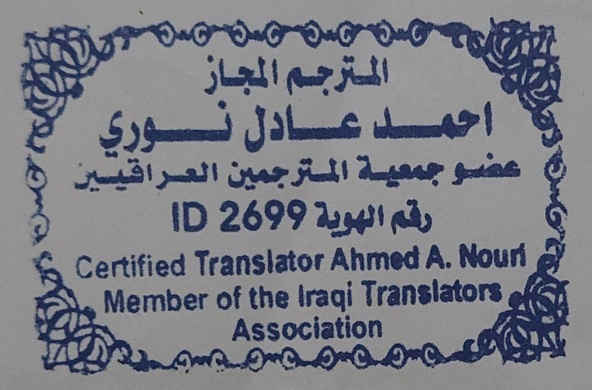 المترجم المجاز
احمد عادل نوري
عضو جمعية المترجمين العراقيين
رقم الهوية ID 2699
Certified Translator Ahmed A. Nouri
Member of the Iraqi Translators
Association